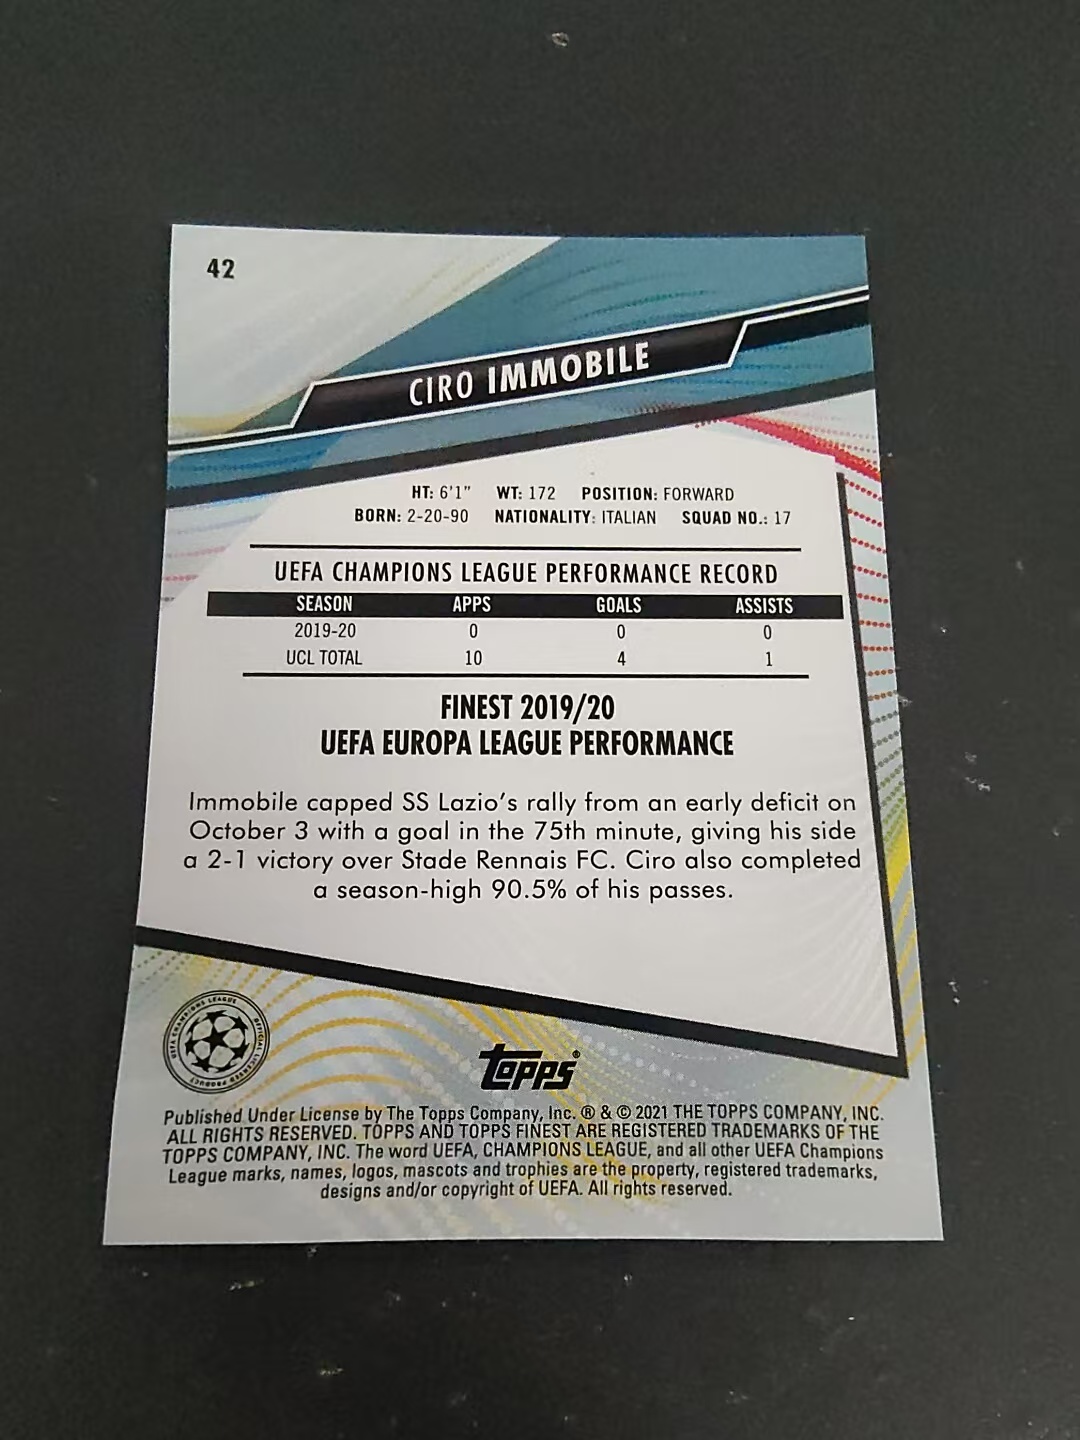 42
CIRO IMMOBILE
HT: 6'1" WT: 172 POSITION: FORWARD
BORN: 2-20-90 NATIONALITY: ITALIAN SQUAD NO.: 17
UEFA CHAMPIONS LEAGUE PERFORMANCE RECORD
SEASON APPS GOALS ASSISTS
2019-20 0 0 0
UCL TOTAL 10 4 1
FINEST 2019/20
UEFA EUROPA LEAGUE PERFORMANCE
Immobile capped SS Lazio's rally from an early deficit on
October 3 with a goal in the 75th minute, giving his side
a 2-1 victory over Stade Rennais FC. Ciro also completed
a season-high 90.5% of his passes.
UEFA CHAMPIONS LEAGUE OFFICIAL LICENSED PRODUCT
topps®
Published Under License by The Topps Company, Inc. ® & © 2021 THE TOPPS COMPANY, INC.
ALL RIGHTS RESERVED. TOPPS AND TOPPS FINEST ARE REGISTERED TRADEMARKS OF THE
TOPPS COMPANY, INC. The word UEFA, CHAMPIONS LEAGUE, and all other UEFA Champions
League marks, names, logos, mascots and trophies are the property, registered trademarks,
designs and/or copyright of UEFA. All rights reserved.